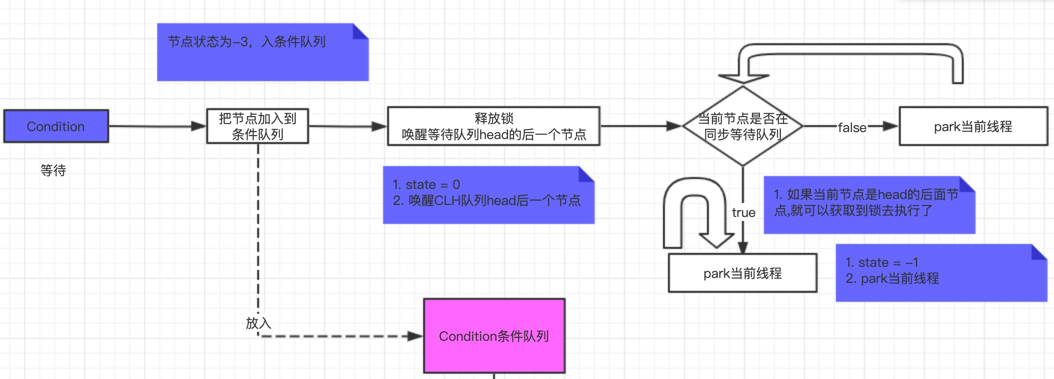 节点状态为-3，入条件队列
Condition
等待
把节点加入到
条件队列
释放锁
唤醒等待队列head的后一个节点
1. state = 0
2. 唤醒CLH队列head后一个节点
当前节点是否在
同步等待队列
false
park当前线程
true
1. 如果当前节点是head的后面节
点,就可以获取到锁去执行了
park当前线程
1. state = -1
2. park当前线程
放入
Condition条件队列